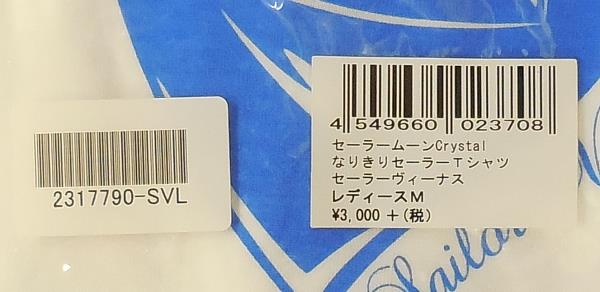 2317790-SVL
4 549660 023708
セーラームーンCrystal
なりきりセーラーTシャツ
セーラーヴィーナス
レディースM
¥3,000 +(税)
Sailor